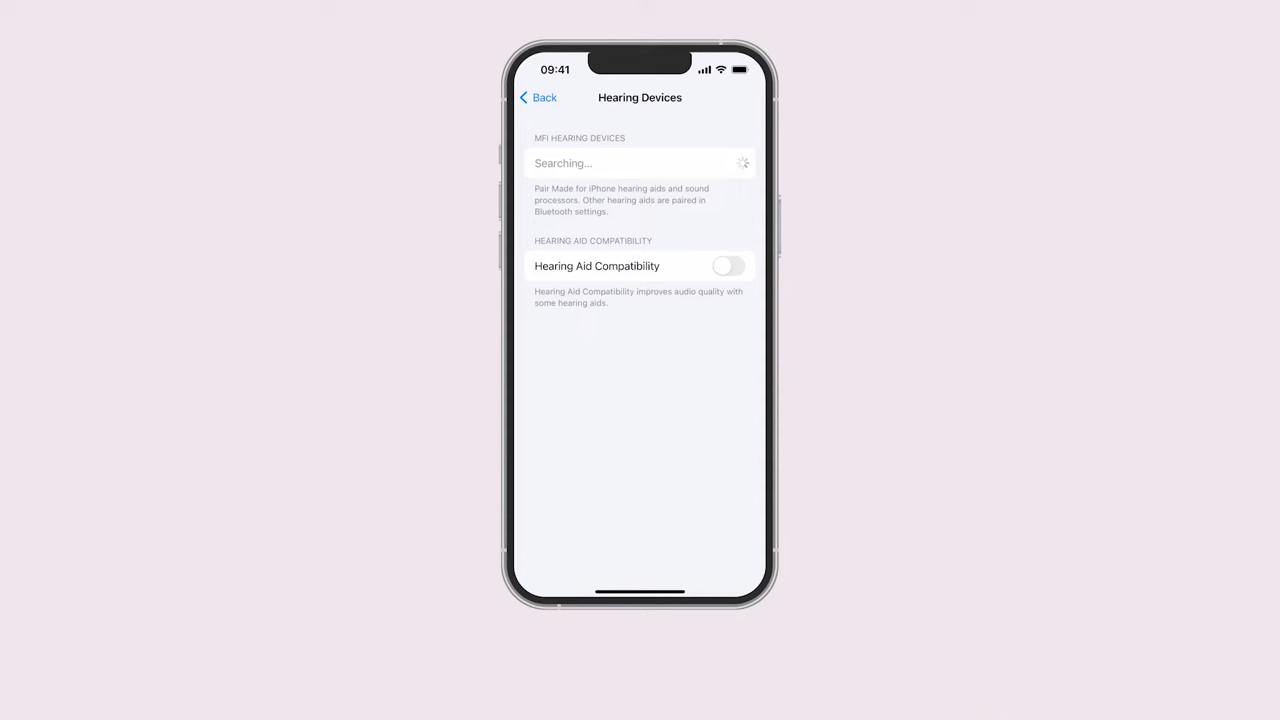 09:41
Back
Hearing Devices
MFI HEARING DEVICES
Searching...
Pair Made for iPhone hearing aids and sound
processors. Other hearing aids are paired in
Bluetooth settings.
HEARING AID COMPATIBILITY
Hearing Aid Compatibility
Hearing Aid Compatibility improves audio quality with
some hearing aids.